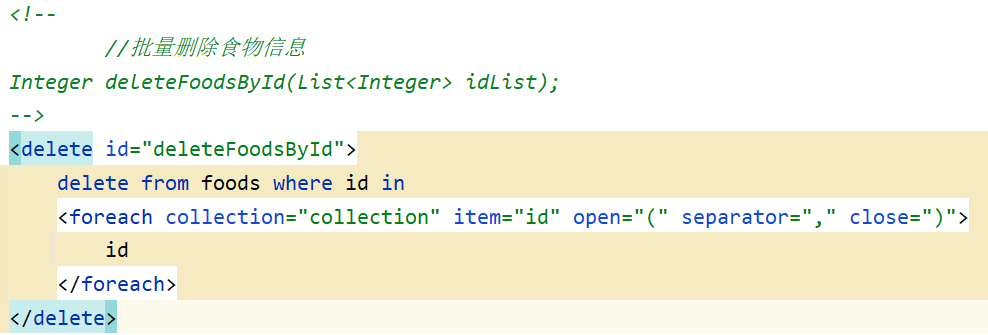 <!--
        //批量删除食物信息
Integer deleteFoodsById(List<Integer> idList);
-->
<delete id="deleteFoodsById">
    delete from foods where id in
    <foreach collection="collection" item="id" open="(" separator="," close=")">
        id
    </foreach>
</delete>